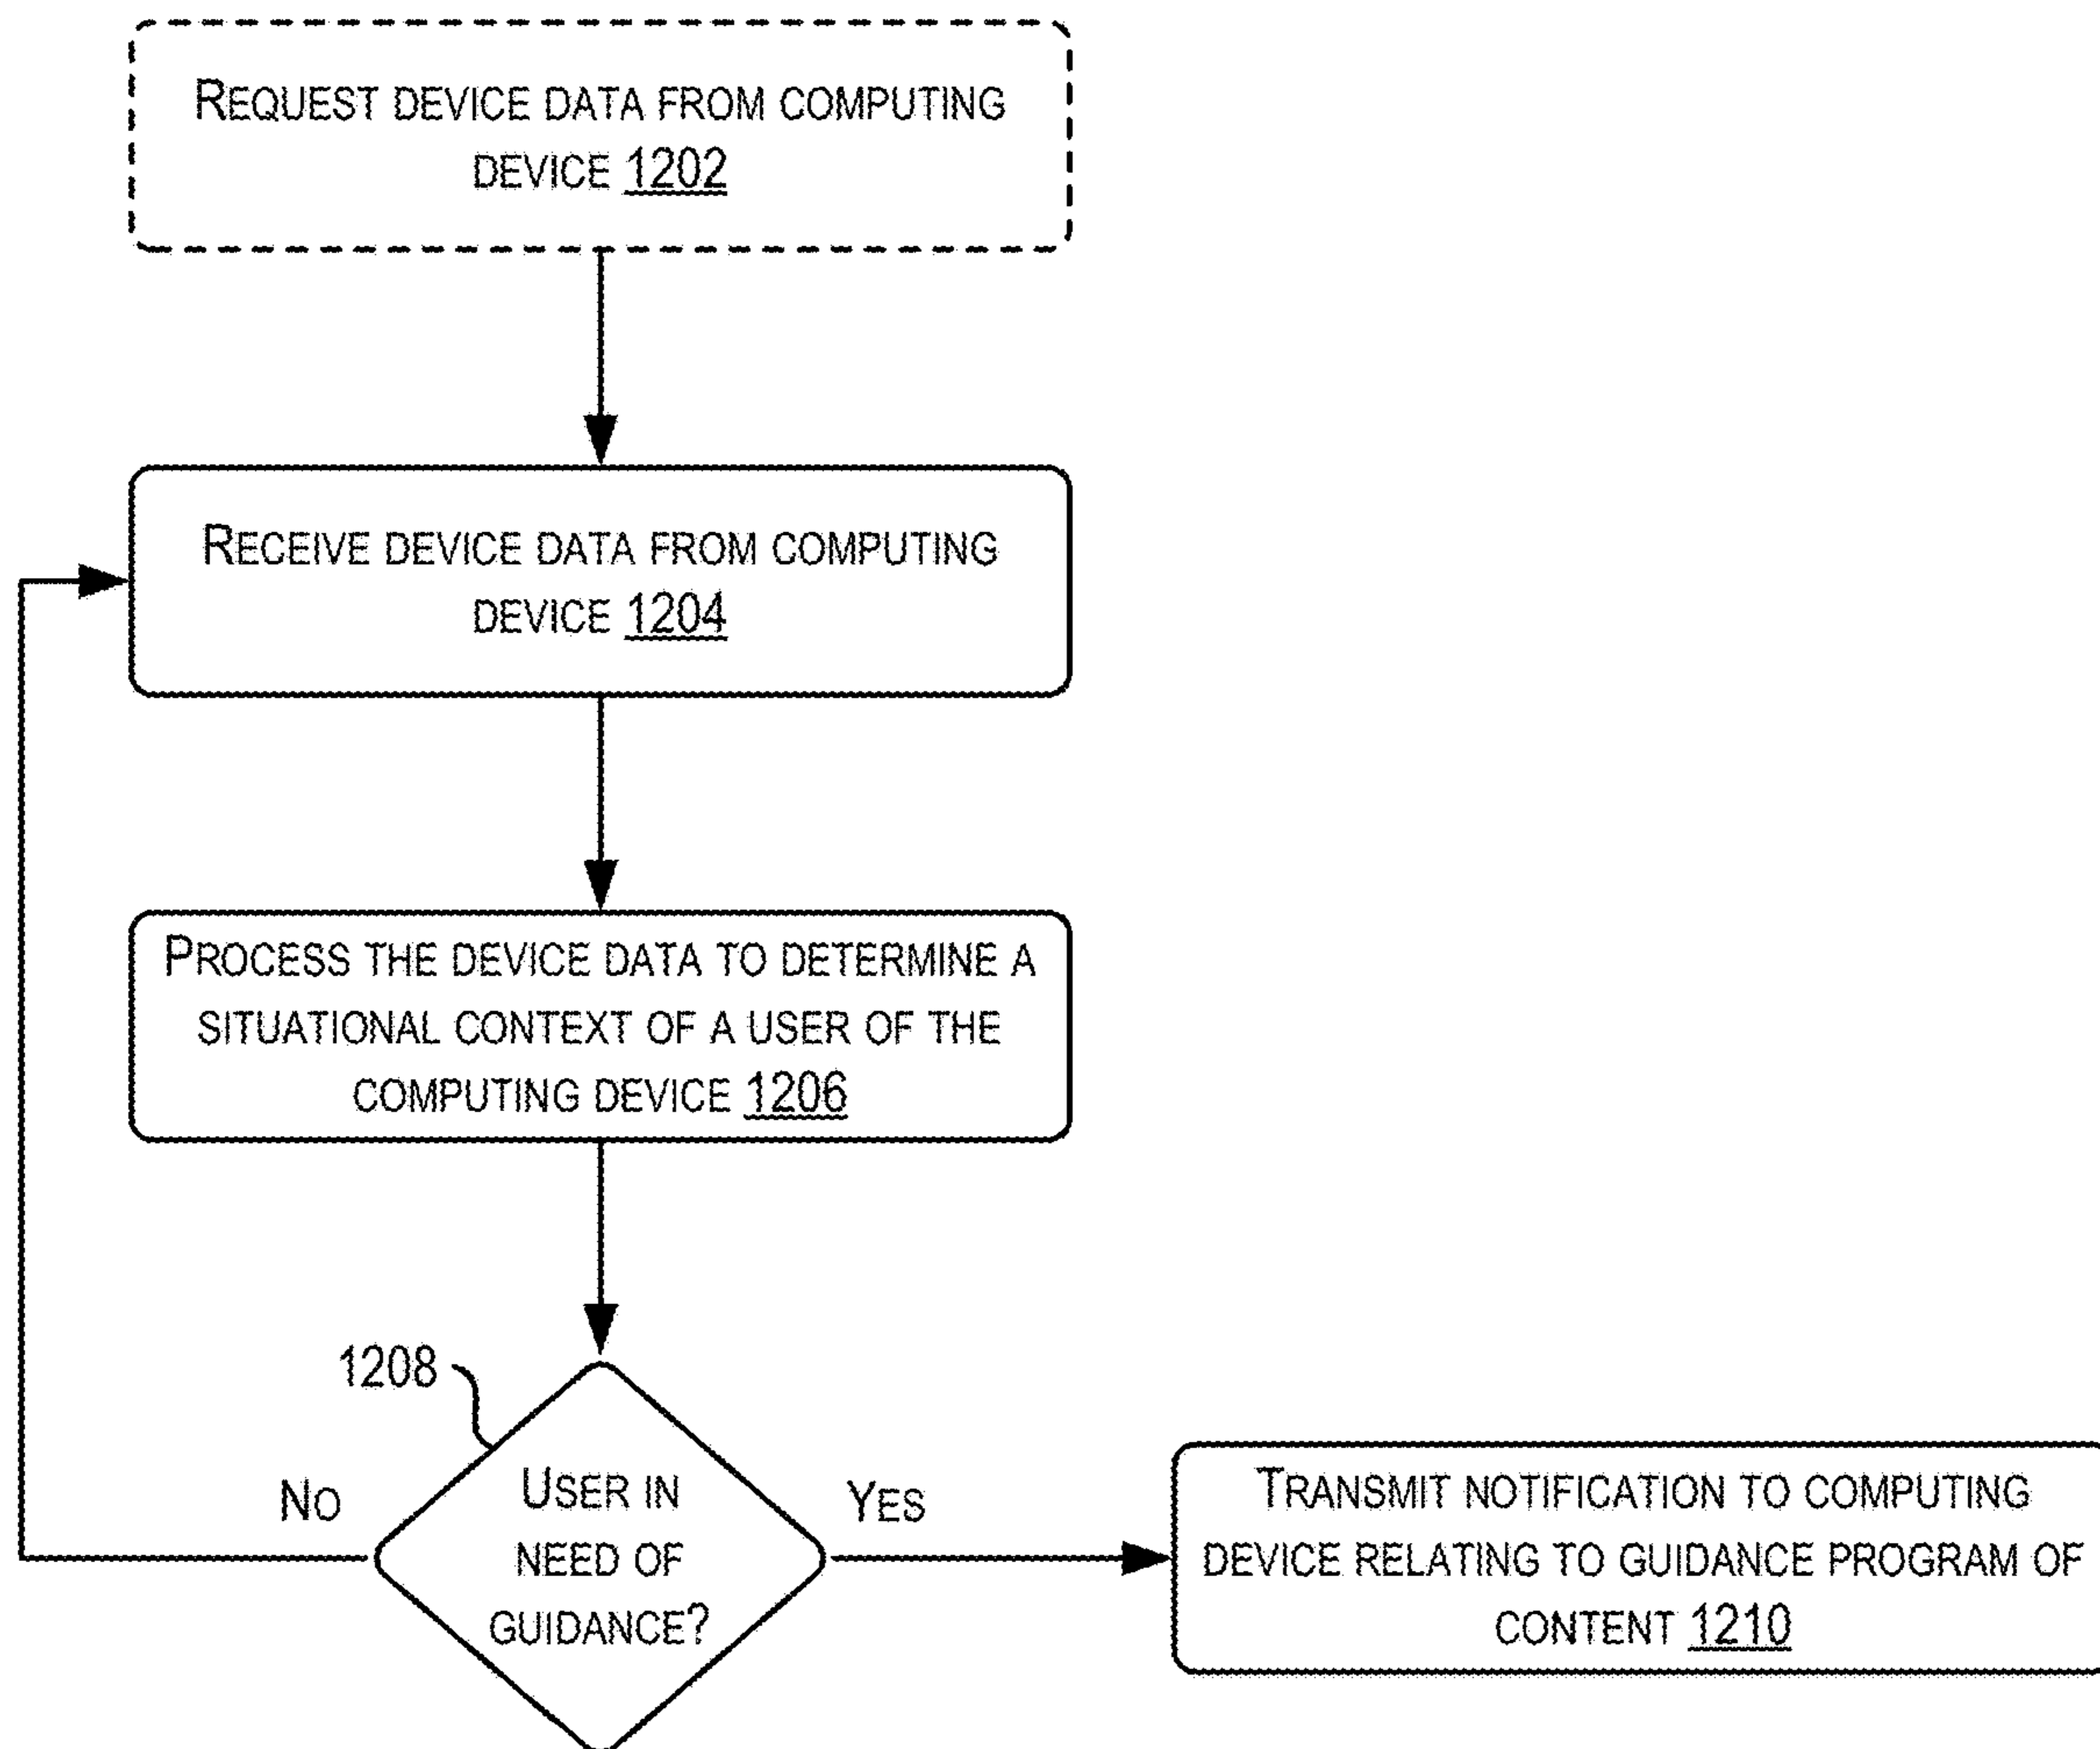 REQUEST DEVICE DATA FROM COMPUTING
DEVICE 1202
RECEIVE DEVICE DATA FROM COMPUTING
DEVICE 1204
PROCESS THE DEVICE DATA TO DETERMINE A
SITUATIONAL CONTEXT OF A USER OF THE
COMPUTING DEVICE 1206
1208
NO
USER IN
NEED OF
GUIDANCE?
YES
TRANSMIT NOTIFICATION TO COMPUTING
DEVICE RELATING TO GUIDANCE PROGRAM OF
CONTENT 1210